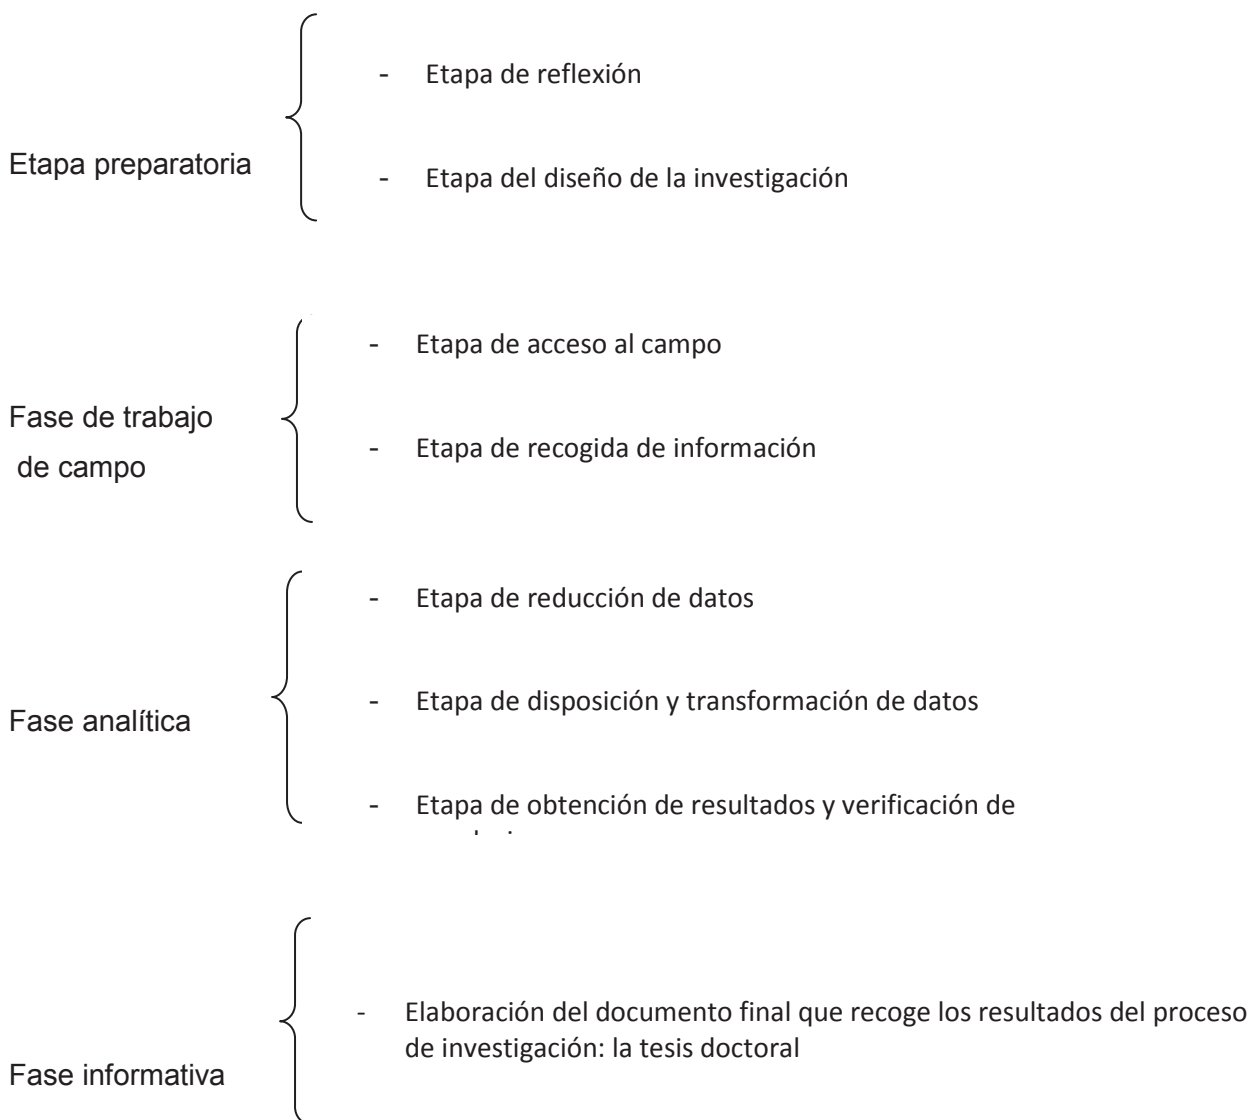 Etapa preparatoria
- Etapa de reflexión
- Etapa del diseño de la investigación
Fase de trabajo
de campo
- Etapa de acceso al campo
- Etapa de recogida de información
Fase analítica
- Etapa de reducción de datos
- Etapa de disposición y transformación de datos
- Etapa de obtención de resultados y verificación de
Fase informativa
- Elaboración del documento final que recoge los resultados del proceso
de investigación: la tesis doctoral